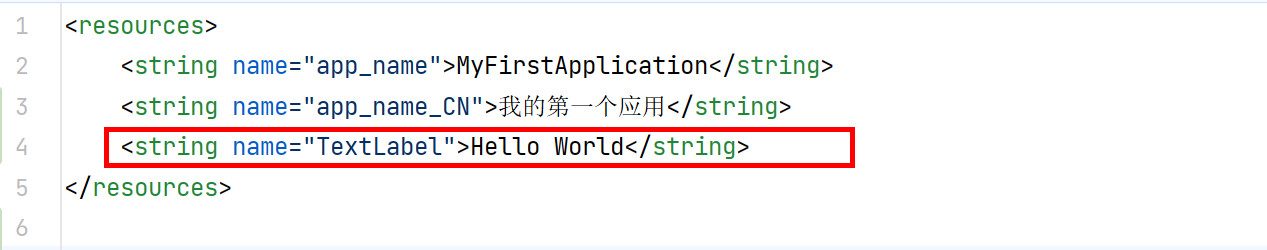 1 <resources>
2 <string name="app_name">MyFirstApplication</string>
3 <string name="app_name_CN">我的第一个应用</string>
4 <string name="TextLabel">Hello World</string>
5 </resources>
6